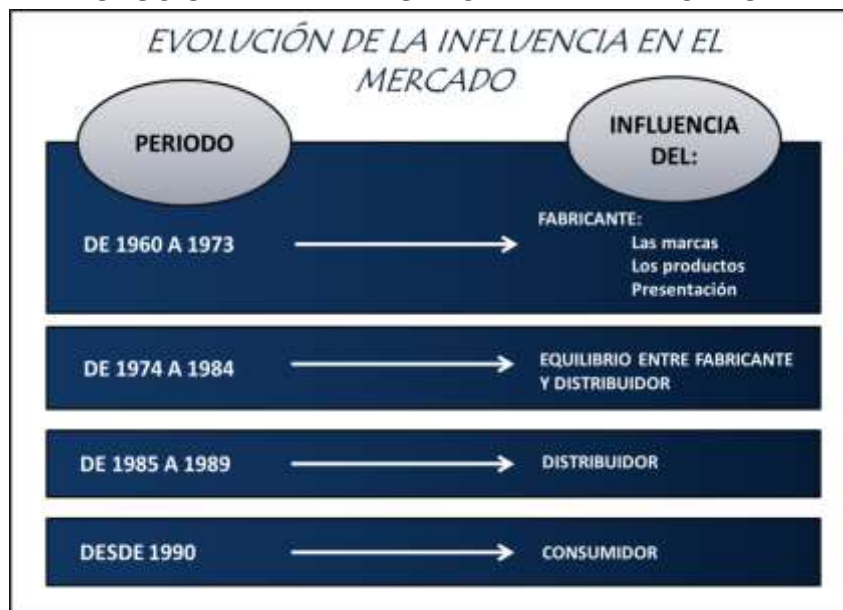 EVOLUCIÓN DE LA INFLUENCIA EN EL
MERCADO
PERIODO
INFLUENCIA
DEL:
DE 1960 A 1973
FABRICANTE:
Las marcas
Los productos
Presentación
DE 1974 A 1984
EQUILIBRIO ENTRE FABRICANTE
Y DISTRIBUIDOR
DE 1985 A 1989
DISTRIBUIDOR
DESDE 1990
CONSUMIDOR